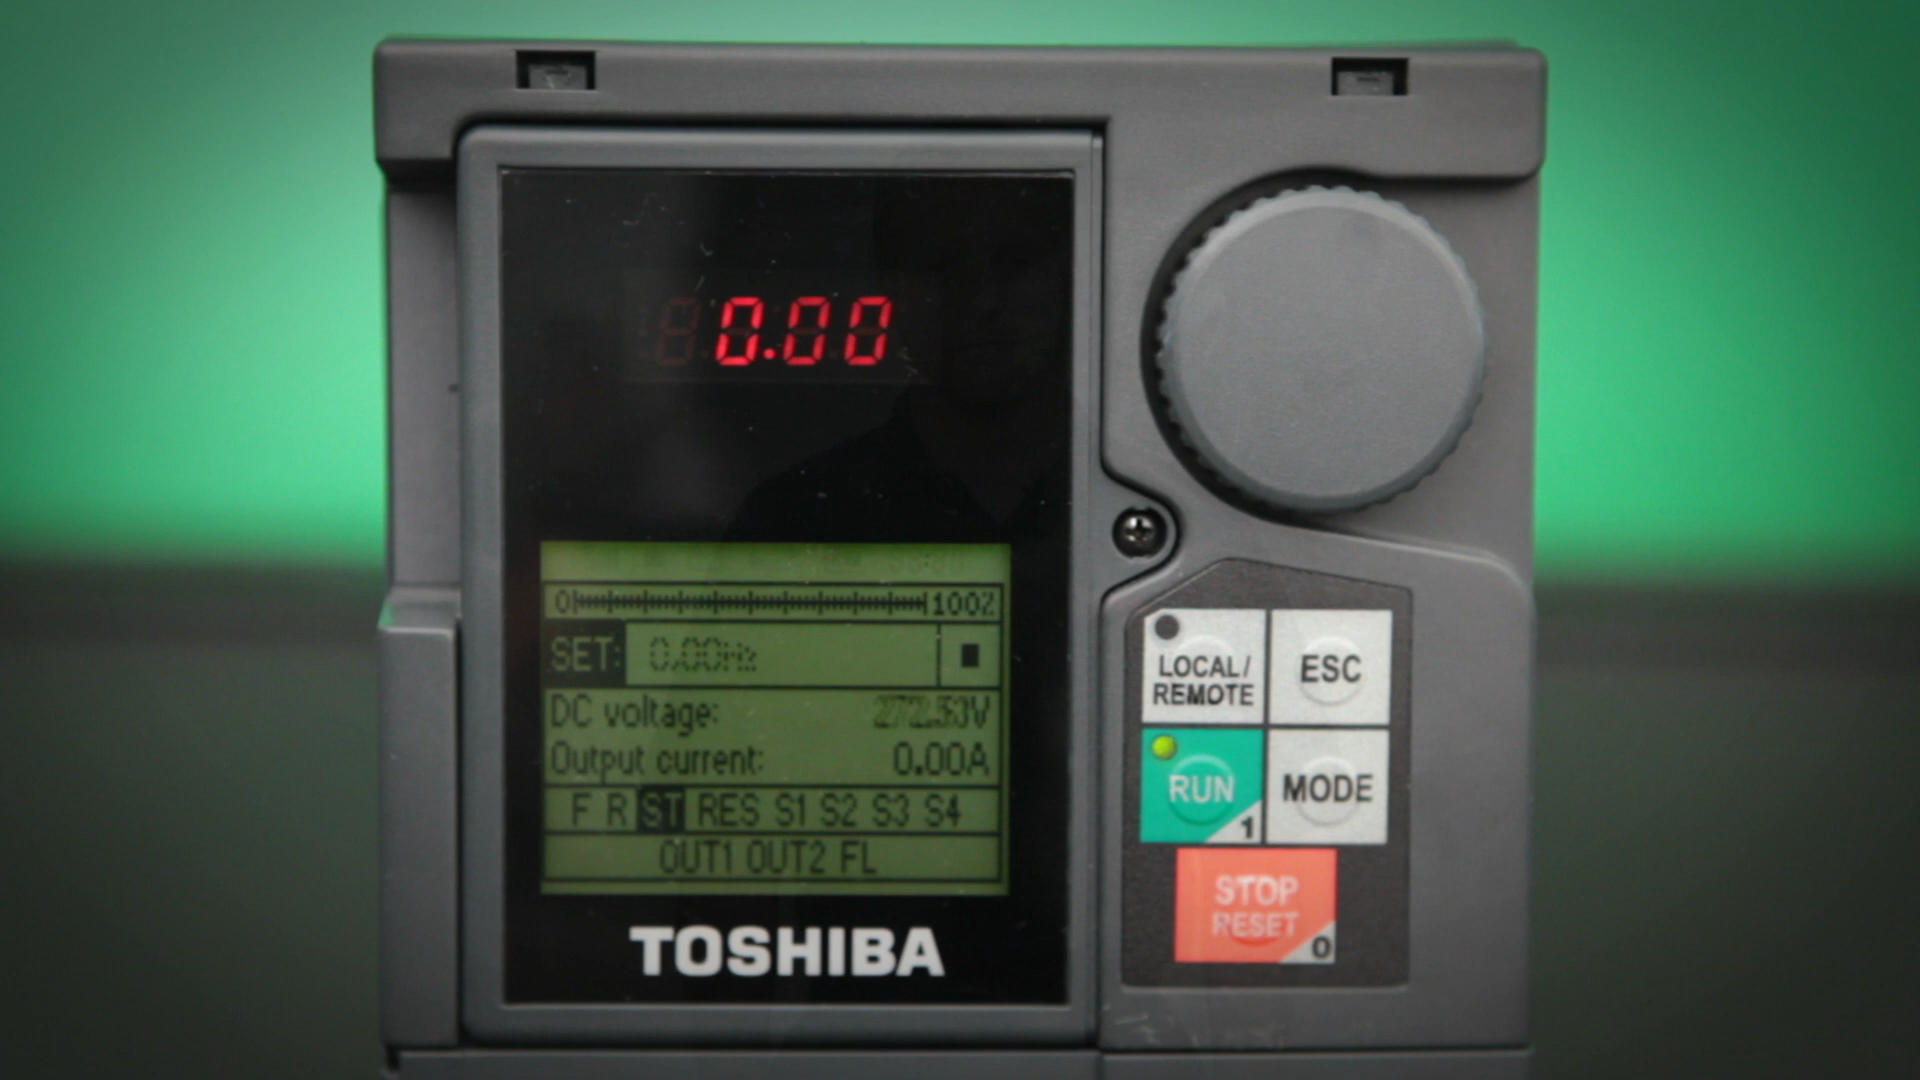 0.00
0 100%
SET: 0.00Hz
DC voltage: V
Output current: 0.00A
F R ST RES S1 S2 S3 S4
OUT1 OUT2 FL
TOSHIBA
LOCAL/
REMOTE
ESC
RUN
1
MODE
STOP
RESET
0